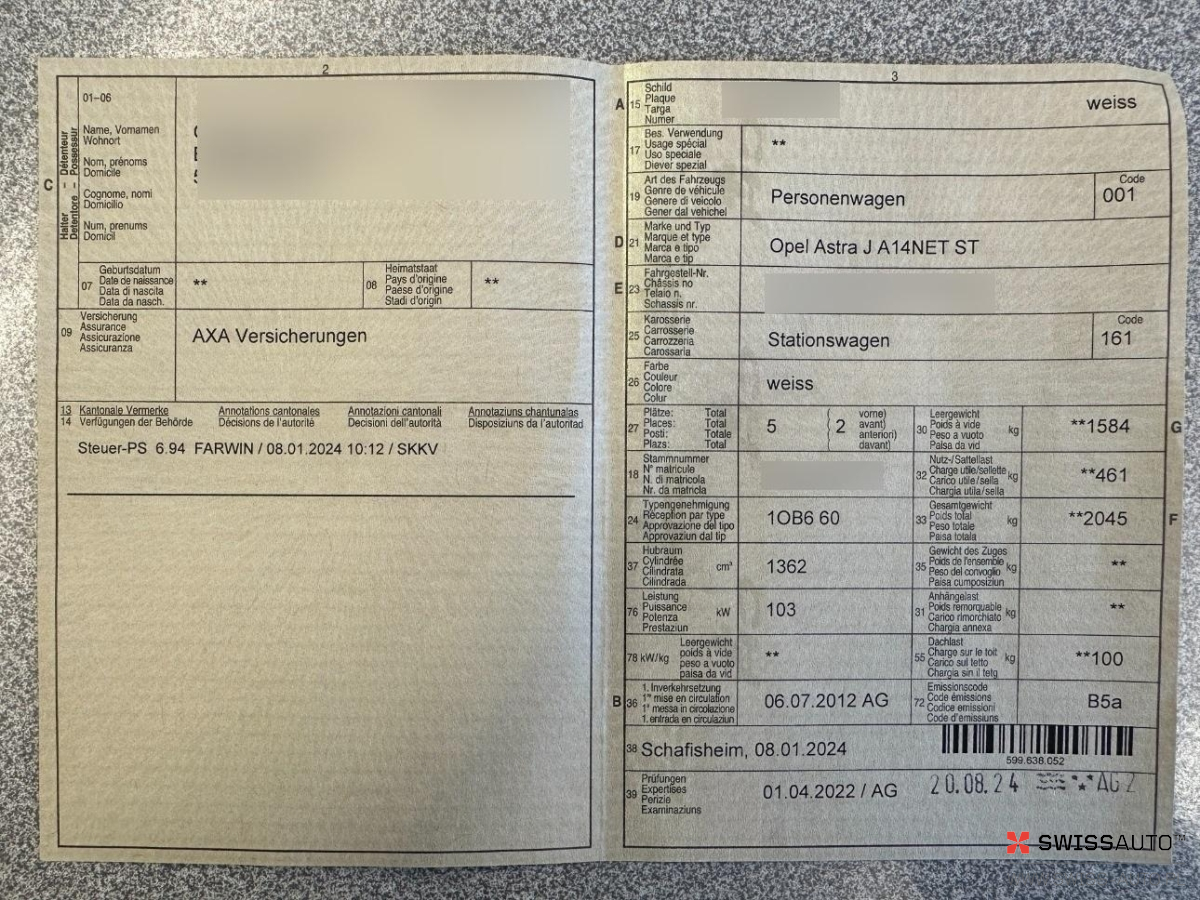 2
01–06
Name, Vornamen
Wohnort
Nom, prénoms
Domicile
Cognome, nomi
Domicilio
Num, prenums
Domicil
C
Halter – Détenteur
Detentore – Possessur
07
Geburtsdatum
Date de naissance
Data di nascita
Data da nasch.
**
08
Heimatstaat
Pays d'origine
Paese d'origine
Stadi d'origin
**
09
Versicherung
Assurance
Assicurazione
Assicuranza
AXA Versicherungen
13 Kantonale Vermerke Annotations cantonales Annotazioni cantonali Annotaziuns chantunalas
14 Verfügungen der Behörde Décisions de l'autorité Decisioni dell'autorità Disposiziuns da l'autoritad
Steuer-PS 6.94 FARWIN / 08.01.2024 10:12 / SKKV
3
A 15
Schild
Plaque
Targa
Numer
weiss
17
Bes. Verwendung
Usage spécial
Uso speciale
Diever spezial
**
19
Art des Fahrzeugs
Genre de véhicule
Genere di veicolo
Gener dal vehichel
Personenwagen
Code
001
D 21
Marke und Typ
Marque et type
Marca e tipo
Marca e tip
Opel Astra J A14NET ST
E 23
Fahrgestell-Nr.
Châssis no
Telaio n.
Schassis nr.
25
Karosserie
Carrosserie
Carrozzeria
Carossaria
Stationswagen
Code
161
26
Farbe
Couleur
Colore
Colur
weiss
27
Plätze: Total
Places: Total
Posti: Totale
Plazs: Total
5
2
vorne)
avant)
anteriori)
davant)
30
Leergewicht
Poids à vide
Peso a vuoto
Paisa da vid
kg
**1584
G
18
Stammnummer
N° matricule
N. di matricola
Nr. da matricla
32
Nutz-/Sattellast
Charge utile/sellette
Carico utile/sella
Chargia utila/sella
kg
**461
24
Typengenehmigung
Réception par type
Approvazione del tipo
Approvaziun dal tip
1OB6 60
33
Gesamtgewicht
Poids total
Peso totale
Paisa totala
kg
**2045
F
37
Hubraum
Cylindrée
Cilindrata
Cilindrada
cm³
1362
35
Gewicht des Zuges
Poids de l'ensemble
Peso del convoglio
Paisa cumposiziun
kg
**
76
Leistung
Puissance
Potenza
Prestaziun
kW
103
31
Anhängelast
Poids remorquable
Carico rimorchiato
Chargia annexa
kg
**
78 kW/kg
Leergewicht
poids à vide
peso a vuoto
paisa da vid
**
55
Dachlast
Charge sur le toit
Carico sul tetto
Chargia sin il tetg
kg
**100
B 36
1. Inverkehrsetzung
1re mise en circulation
1a messa in circolazione
1. entrada en circulaziun
06.07.2012 AG
72
Emissionscode
Code émissions
Codice emissioni
Code d'emissiuns
B5a
38 Schafisheim, 08.01.2024
599.638.052
39
Prüfungen
Expertises
Perizie
Examinaziuns
01.04.2022 / AG
20.08.24 AG 2
SWISSAUTO™